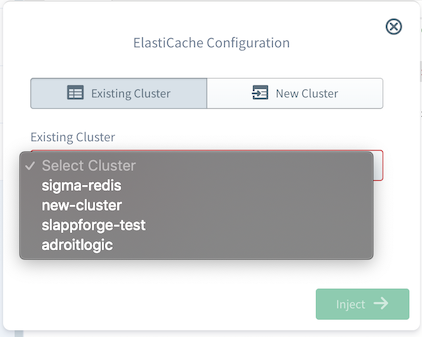 ElastiCache Configuration
Existing Cluster
New Cluster
Existing Cluster
Select Cluster
sigma-redis
new-cluster
slappforge-test
adroitlogic
Inject